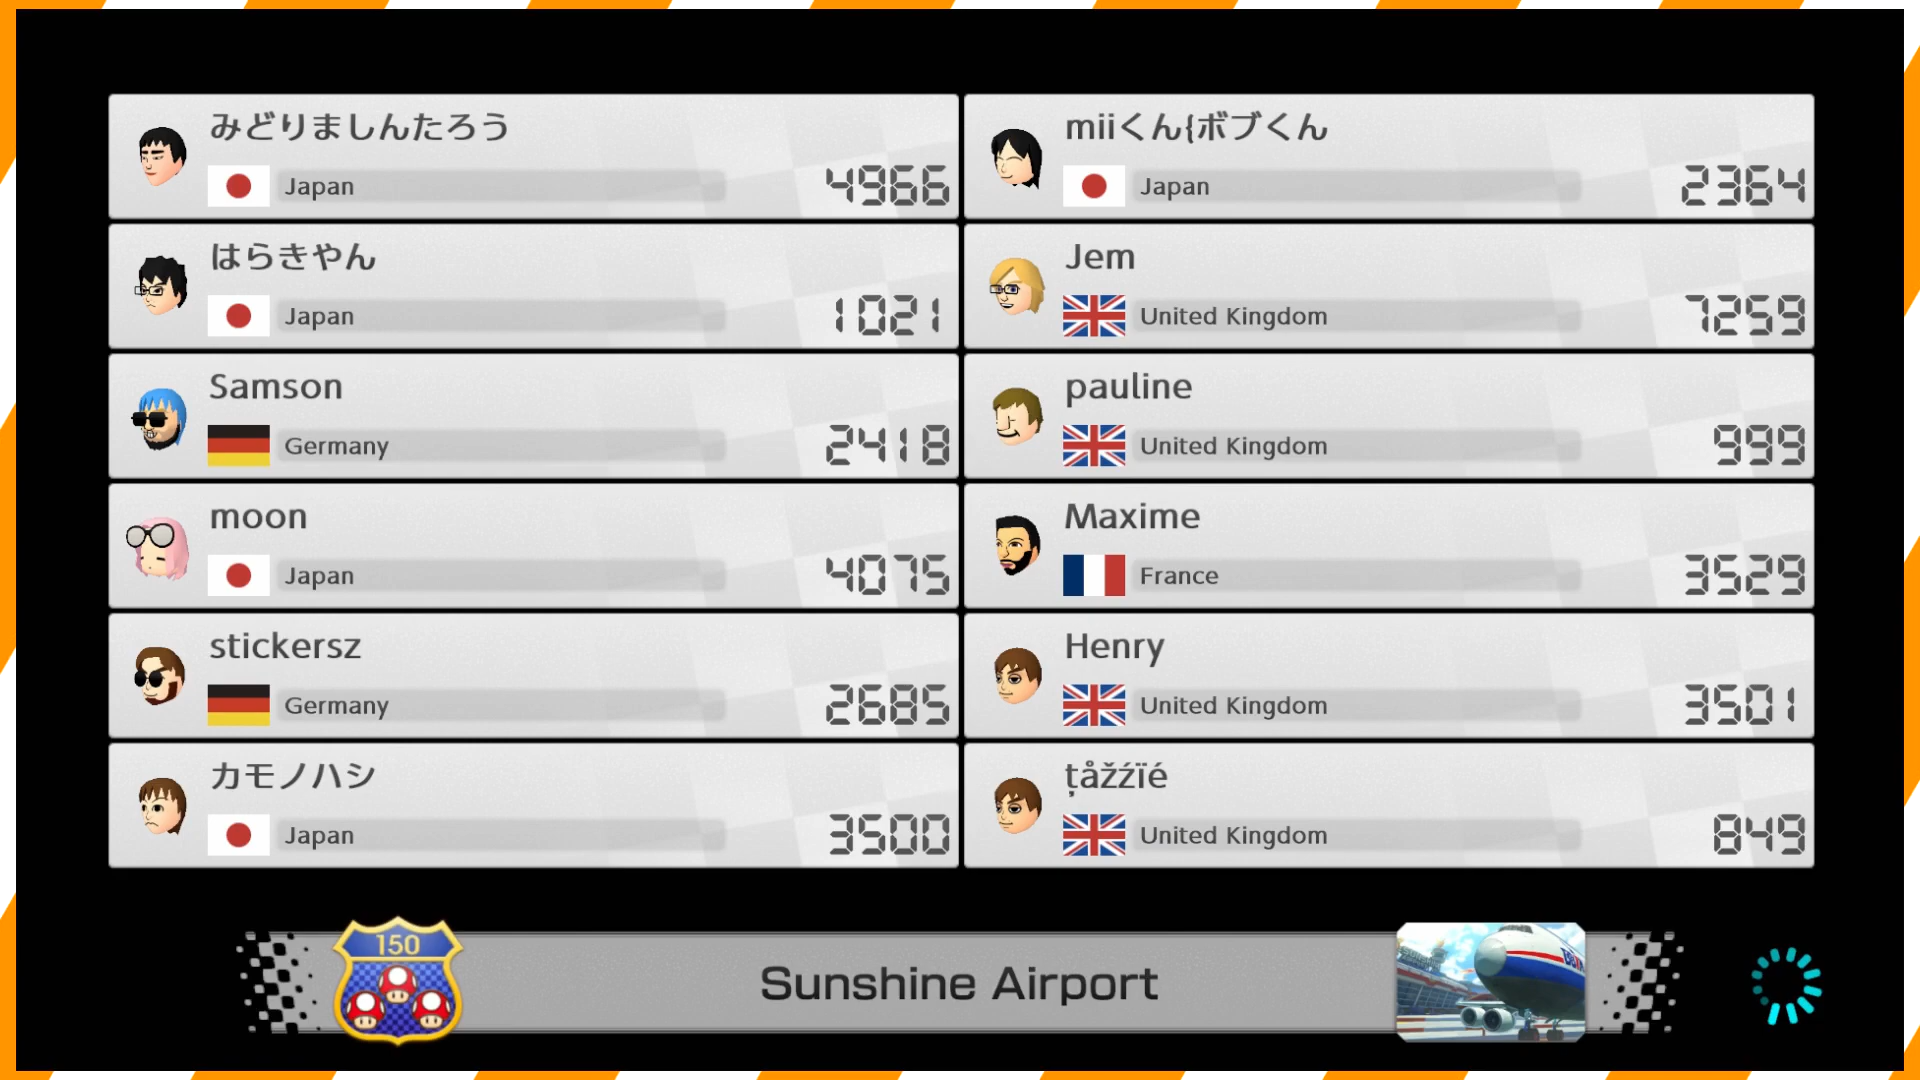 みどりましんたろう
Japan
4966
miiくん{ボブくん
Japan
2364
はらきやん
Japan
1021
Jem
United Kingdom
7259
Samson
Germany
2418
pauline
United Kingdom
999
moon
Japan
4075
Maxime
France
3529
stickersz
Germany
2685
Henry
United Kingdom
3501
カモノハシ
Japan
3500
ţåžźïé
United Kingdom
849
150
Sunshine Airport